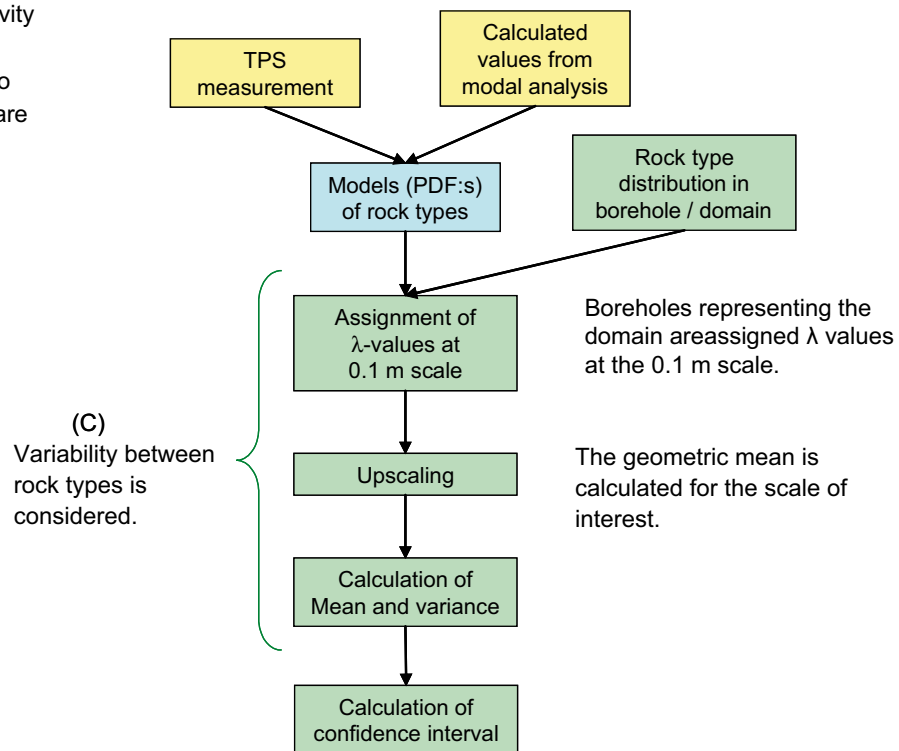 vity
o
are
TPS
measurement
Calculated
values from
modal analysis
Models (PDF:s)
of rock types
Rock type
distribution in
borehole / domain
Assignment of
λ-values at
0.1 m scale
Boreholes representing the
domain areassigned λ values
at the 0.1 m scale.
(C)
Variability between
rock types is
considered.
Upscaling
The geometric mean is
calculated for the scale of
interest.
Calculation of
Mean and variance
Calculation of
confidence interval